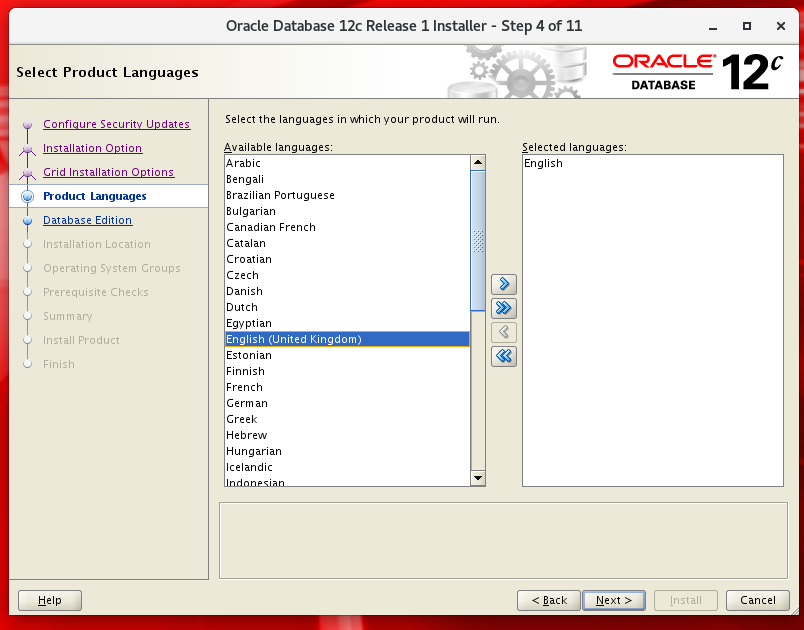 Oracle Database 12c Release 1 Installer - Step 4 of 11
Select Product Languages
ORACLE®
DATABASE
12c
Configure Security Updates
Installation Option
Grid Installation Options
Product Languages
Database Edition
Installation Location
Operating System Groups
Prerequisite Checks
Summary
Install Product
Finish
Select the languages in which your product will run.
Available languages:
Arabic
Bengali
Brazilian Portuguese
Bulgarian
Canadian French
Catalan
Croatian
Czech
Danish
Dutch
Egyptian
English (United Kingdom)
Estonian
Finnish
French
German
Greek
Hebrew
Hungarian
Icelandic
Indonesian
Selected languages:
English
Help
< Back
Next >
Install
Cancel